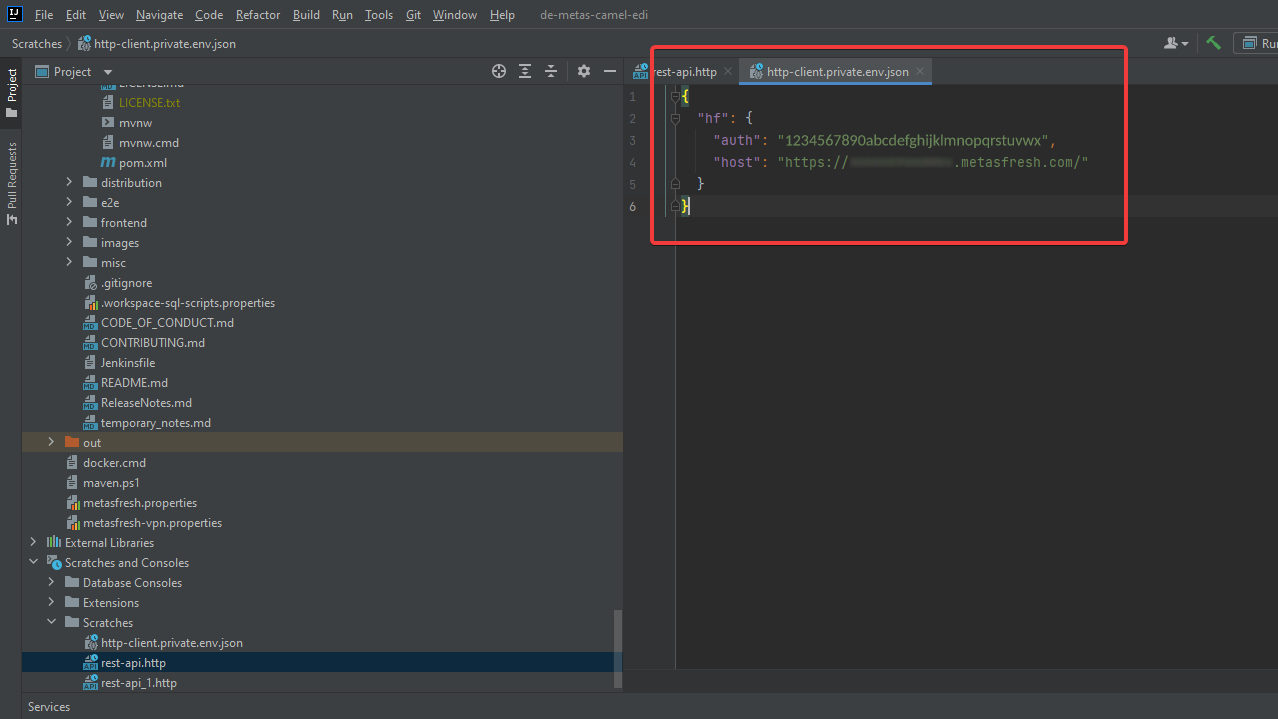 File Edit View Navigate Code Refactor Build Run Tools Git Window Help de-metas-camel-edi
Scratches http-client.private.env.json
Project
Pull Requests
Project
LICENSE.md
LICENSE.txt
mvnw
mvnw.cmd
pom.xml
distribution
e2e
frontend
images
misc
.gitignore
.workspace-sql-scripts.properties
CODE_OF_CONDUCT.md
CONTRIBUTING.md
Jenkinsfile
README.md
ReleaseNotes.md
temporary_notes.md
out
docker.cmd
maven.ps1
metasfresh.properties
metasfresh-vpn.properties
External Libraries
Scratches and Consoles
Database Consoles
Extensions
Scratches
http-client.private.env.json
rest-api.http
rest-api_1.http
Services
rest-api.http http-client.private.env.json
1 {
2 "hf": {
3 "auth": "1234567890abcdefghijklmnopqrstuvwx",
4 "host": "https:// .metasfresh.com/"
5 }
6 }